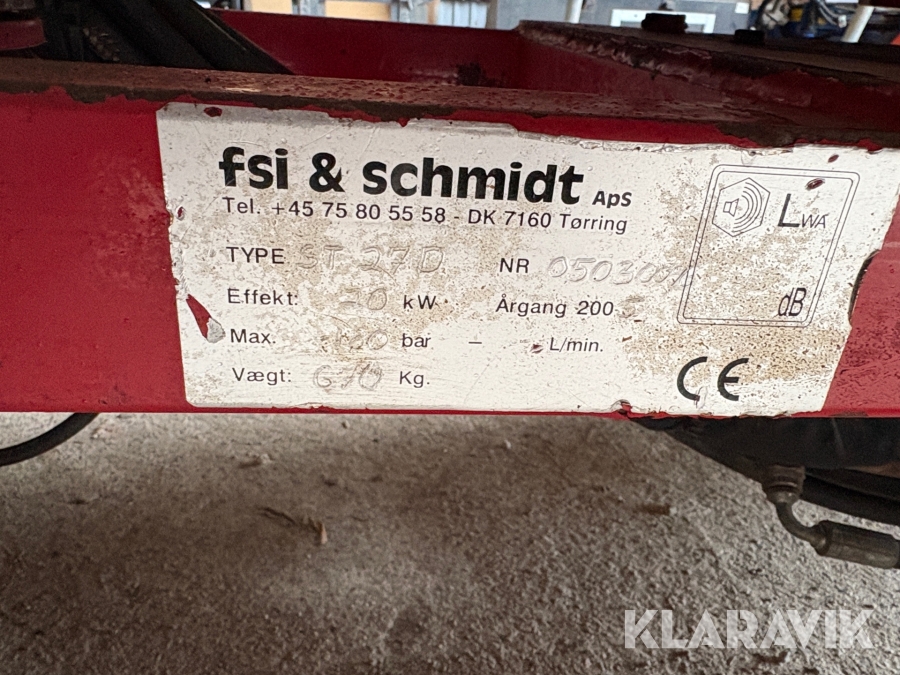 fsi & schmidt ApS
Tel. +45 75 80 55 58 - DK 7160 Tørring
TYPE ST 27D NR
Effekt: kW Årgang 200
Max. bar - L/min.
Vægt: 670 Kg.
LWA
dB
CE
KLARAVIK